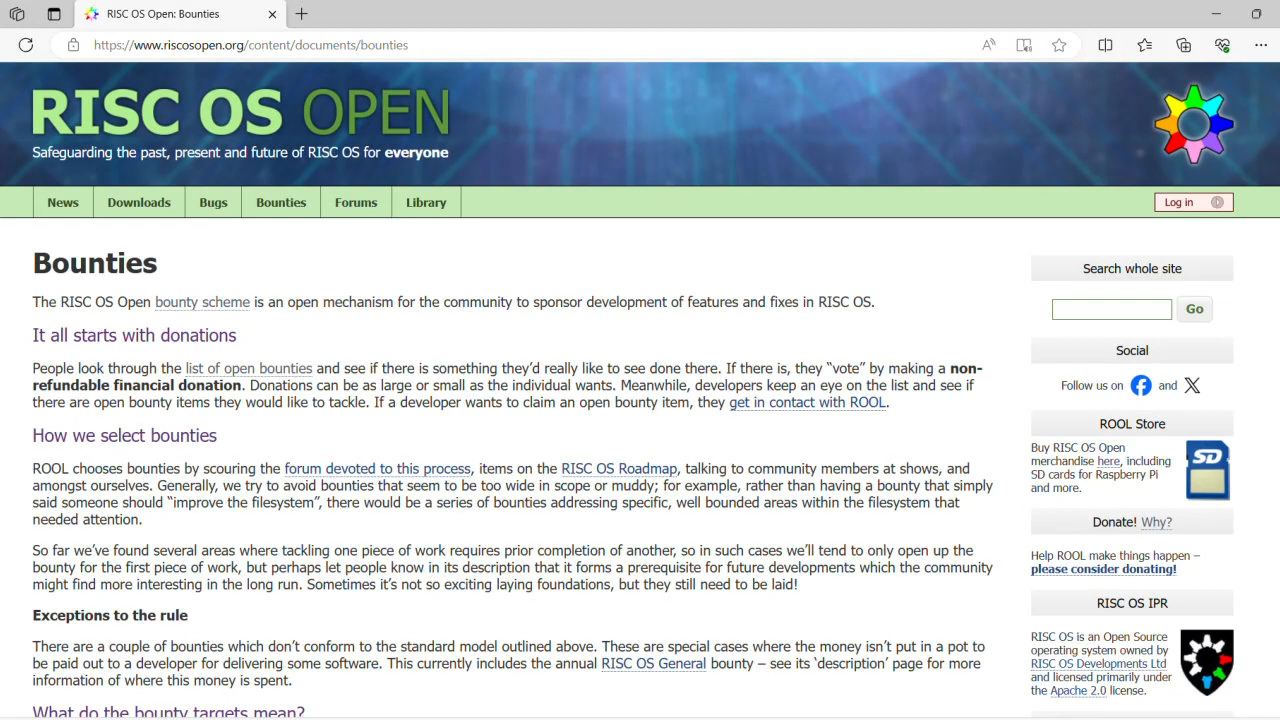 RISC OS Open: Bounties
https://www.riscosopen.org/content/documents/bounties
RISC OS OPEN
Safeguarding the past, present and future of RISC OS for everyone
News Downloads Bugs Bounties Forums Library
Log in
Bounties
The RISC OS Open bounty scheme is an open mechanism for the community to sponsor development of features and fixes in RISC OS.
It all starts with donations
People look through the list of open bounties and see if there is something they’d really like to see done there. If there is, they “vote” by making a non-
refundable financial donation. Donations can be as large or small as the individual wants. Meanwhile, developers keep an eye on the list and see if
there are open bounty items they would like to tackle. If a developer wants to claim an open bounty item, they get in contact with ROOL.
How we select bounties
ROOL chooses bounties by scouring the forum devoted to this process, items on the RISC OS Roadmap, talking to community members at shows, and
amongst ourselves. Generally, we try to avoid bounties that seem to be too wide in scope or muddy; for example, rather than having a bounty that simply
said someone should “improve the filesystem”, there would be a series of bounties addressing specific, well bounded areas within the filesystem that
needed attention.
So far we’ve found several areas where tackling one piece of work requires prior completion of another, so in such cases we’ll tend to only open up the
bounty for the first piece of work, but perhaps let people know in its description that it forms a prerequisite for future developments which the community
might find more interesting in the long run. Sometimes it’s not so exciting laying foundations, but they still need to be laid!
Exceptions to the rule
There are a couple of bounties which don’t conform to the standard model outlined above. These are special cases where the money isn’t put in a pot to
be paid out to a developer for delivering some software. This currently includes the annual RISC OS General bounty – see its ‘description’ page for more
information of where this money is spent.
What do the bounty targets mean?
Search whole site
Go
Social
Follow us on and
ROOL Store
Buy RISC OS Open
merchandise here, including
SD cards for Raspberry Pi
and more.
SD
Donate! Why?
Help ROOL make things happen –
please consider donating!
RISC OS IPR
RISC OS is an Open Source
operating system owned by
RISC OS Developments Ltd
and licensed primarily under
the Apache 2.0 license.